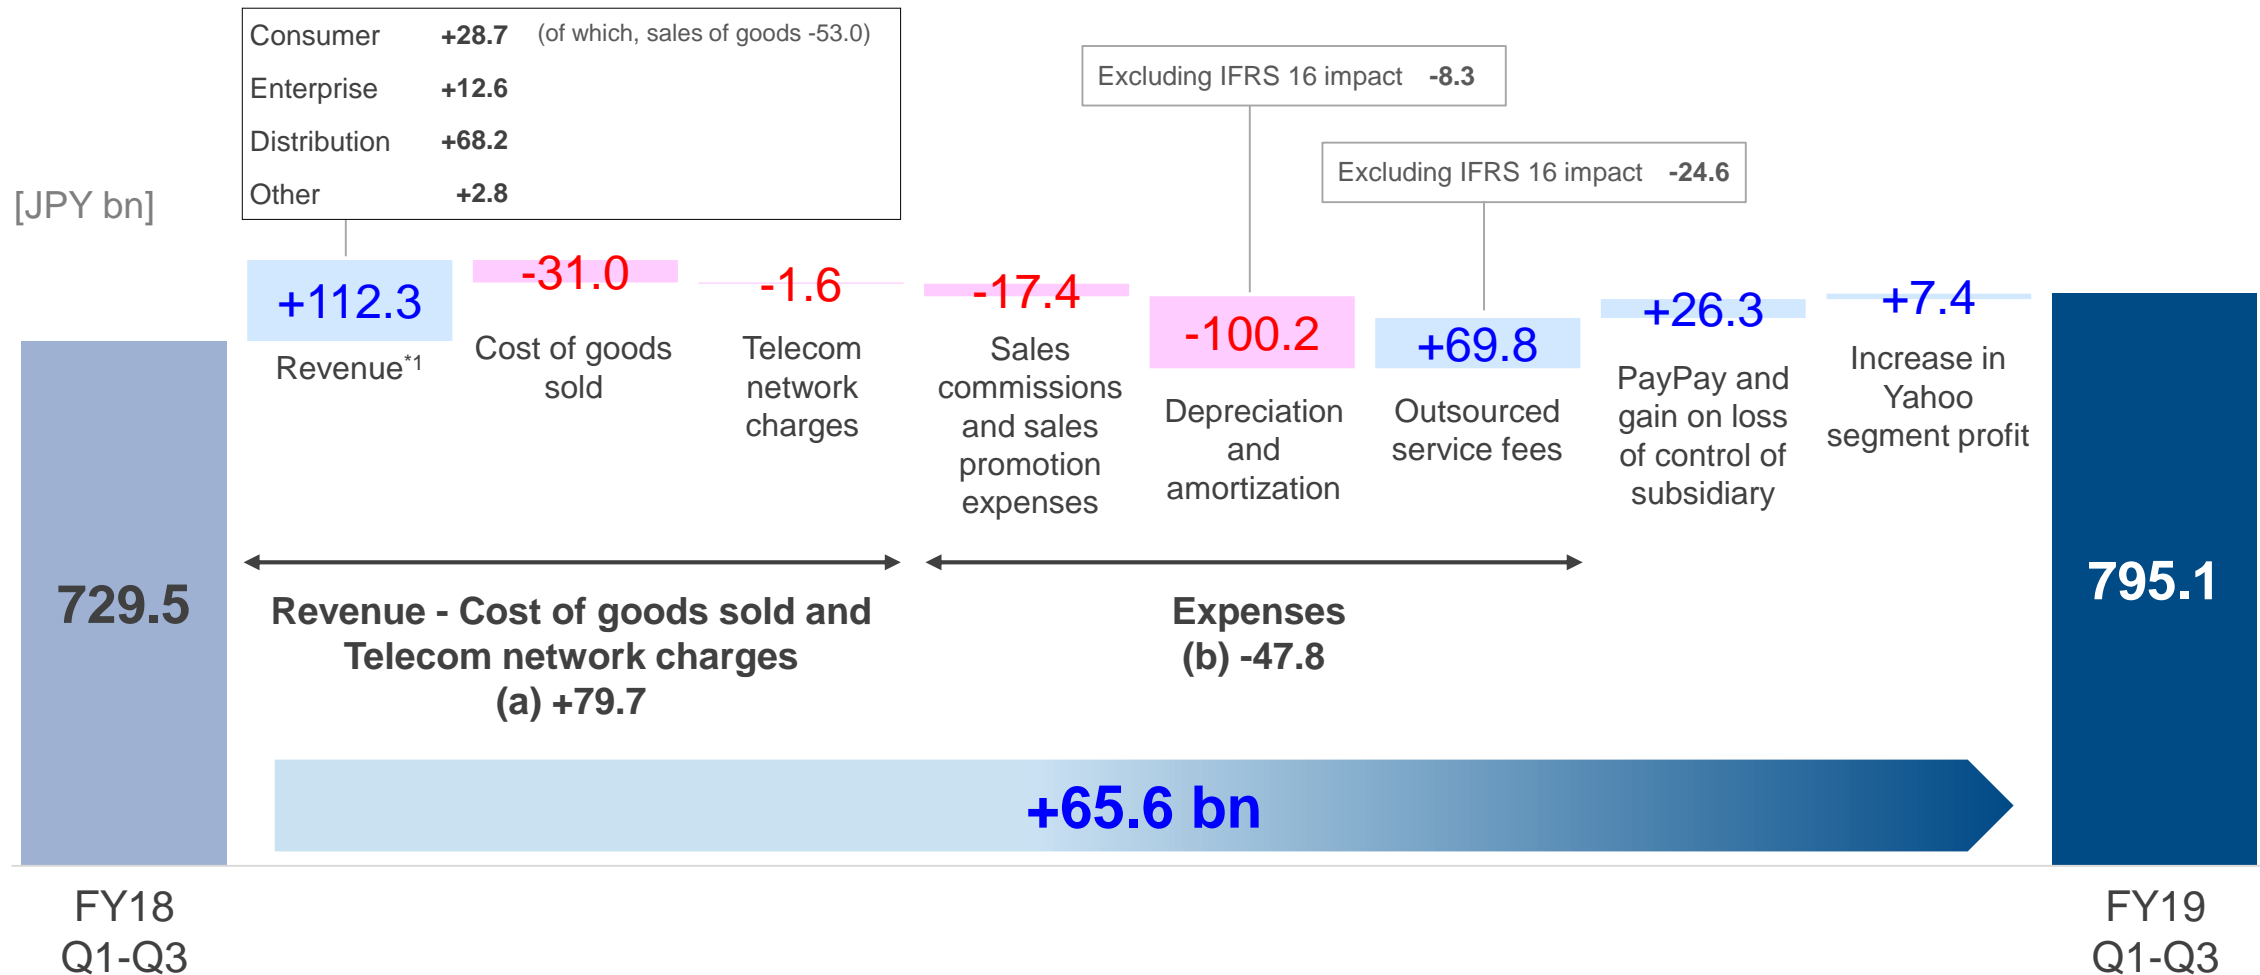 Consumer +28.7 (of which, sales of goods -53.0)
Enterprise +12.6
Distribution +68.2
Other +2.8
Excluding IFRS 16 impact -8.3
Excluding IFRS 16 impact -24.6
[JPY bn]
+112.3
Revenue*1
-31.0
Cost of goods
sold
-1.6
Telecom
network
charges
-17.4
Sales
commissions
and sales
promotion
expenses
-100.2
Depreciation
and
amortization
+69.8
Outsourced
service fees
+26.3
PayPay and
gain on loss
of control of
subsidiary
+7.4
Increase in
Yahoo
segment profit
729.5
Revenue - Cost of goods sold and
Telecom network charges
(a) +79.7
Expenses
(b) -47.8
795.1
+65.6 bn
FY18
Q1-Q3
FY19
Q1-Q3